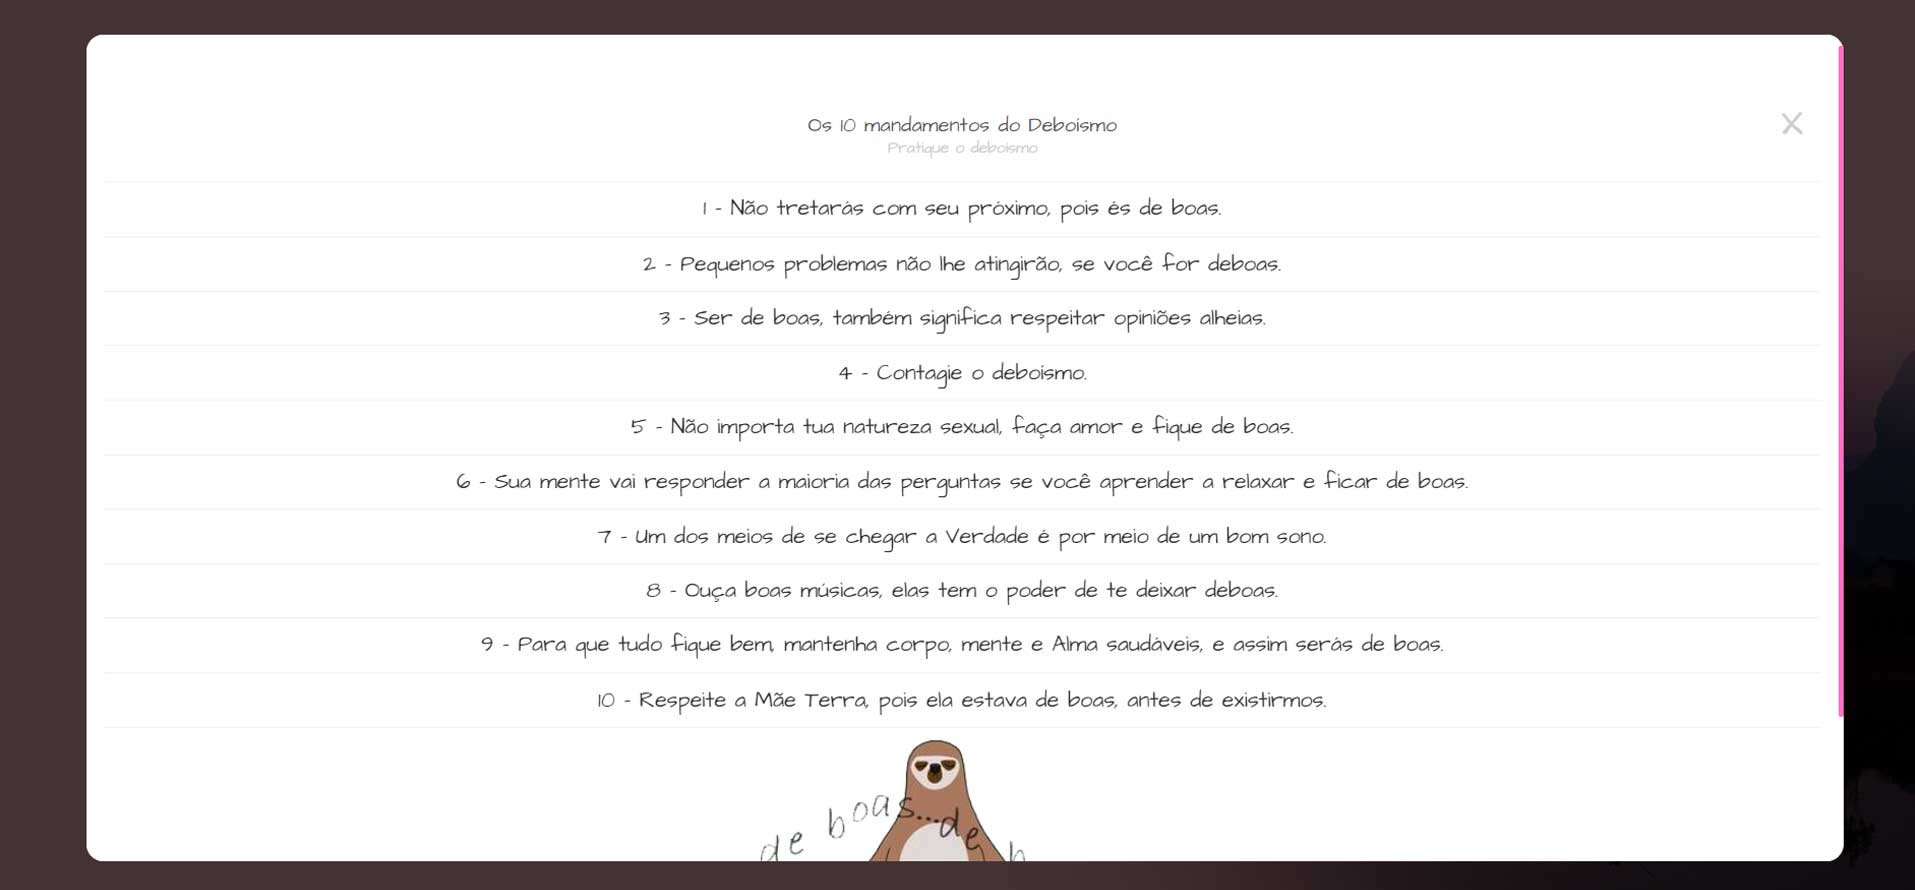 Os 10 mandamentos do Deboismo
Pratique o deboismo
1 - Não tretarás com seu próximo, pois és de boas.
2 - Pequenos problemas não lhe atingirão, se você for deboas.
3 - Ser de boas, também significa respeitar opiniões alheias.
4 - Contagie o deboismo.
5 - Não importa tua natureza sexual, faça amor e fique de boas.
6 - Sua mente vai responder a maioria das perguntas se você aprender a relaxar e ficar de boas.
7 - Um dos meios de se chegar a Verdade é por meio de um bom sono.
8 - Ouça boas músicas, elas tem o poder de te deixar deboas.
9 - Para que tudo fique bem, mantenha corpo, mente e Alma saudáveis, e assim serás de boas.
10 - Respeite a Mãe Terra, pois ela estava de boas, antes de existirmos.
de boas...de b